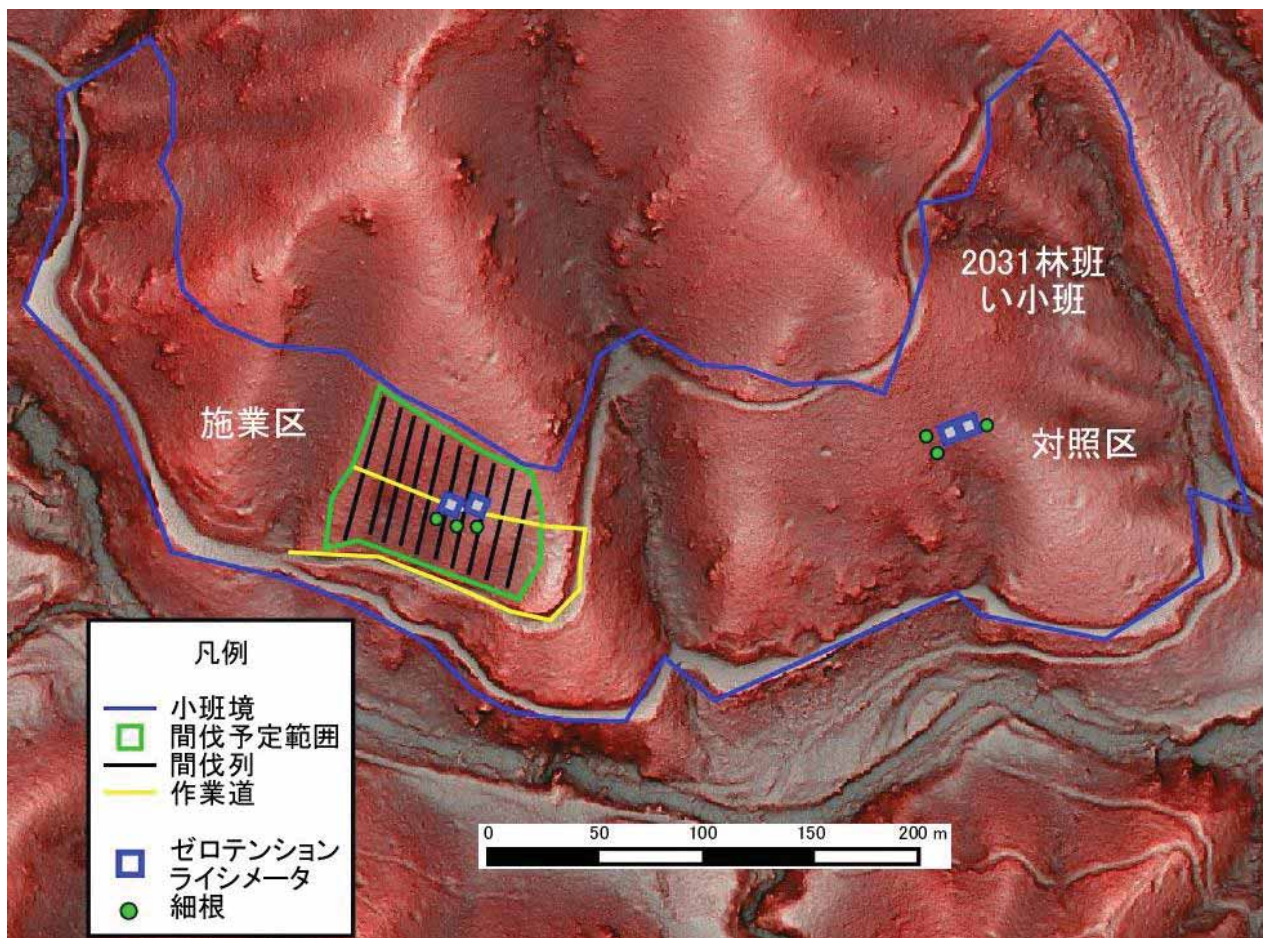 2031林班
い小班
施業区
対照区
凡例
小班境
間伐予定範囲
間伐列
作業道
ゼロテンション
ライシメータ
細根
0 50 100 150 200 m